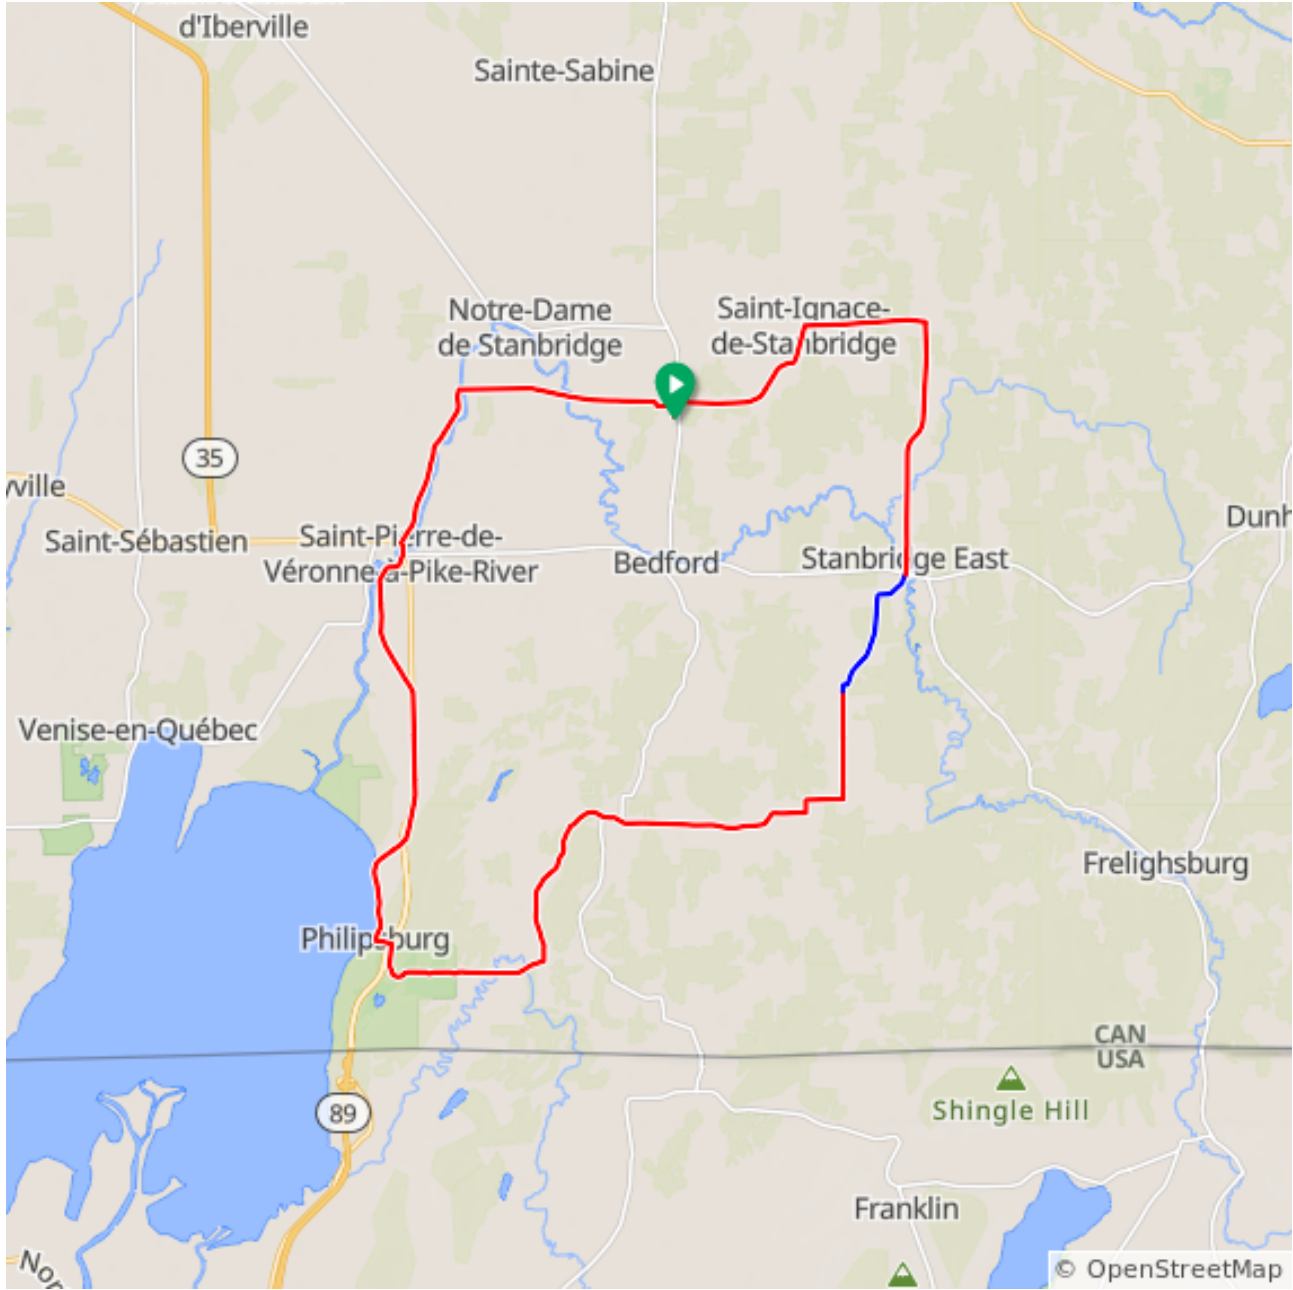 d'Iberville
Sainte-Sabine
Notre-Dame
de Stanbridge
Saint-Ignace-
de-Stanbridge
35
Saint-Sébastien
Saint-Pierre-de-
Véronne-à-Pike-River
Bedford
Stanbridge East
Dunh
Venise-en-Québec
Philipsburg
Frelighsburg
CAN
USA
Shingle Hill
89
Franklin
© OpenStreetMap